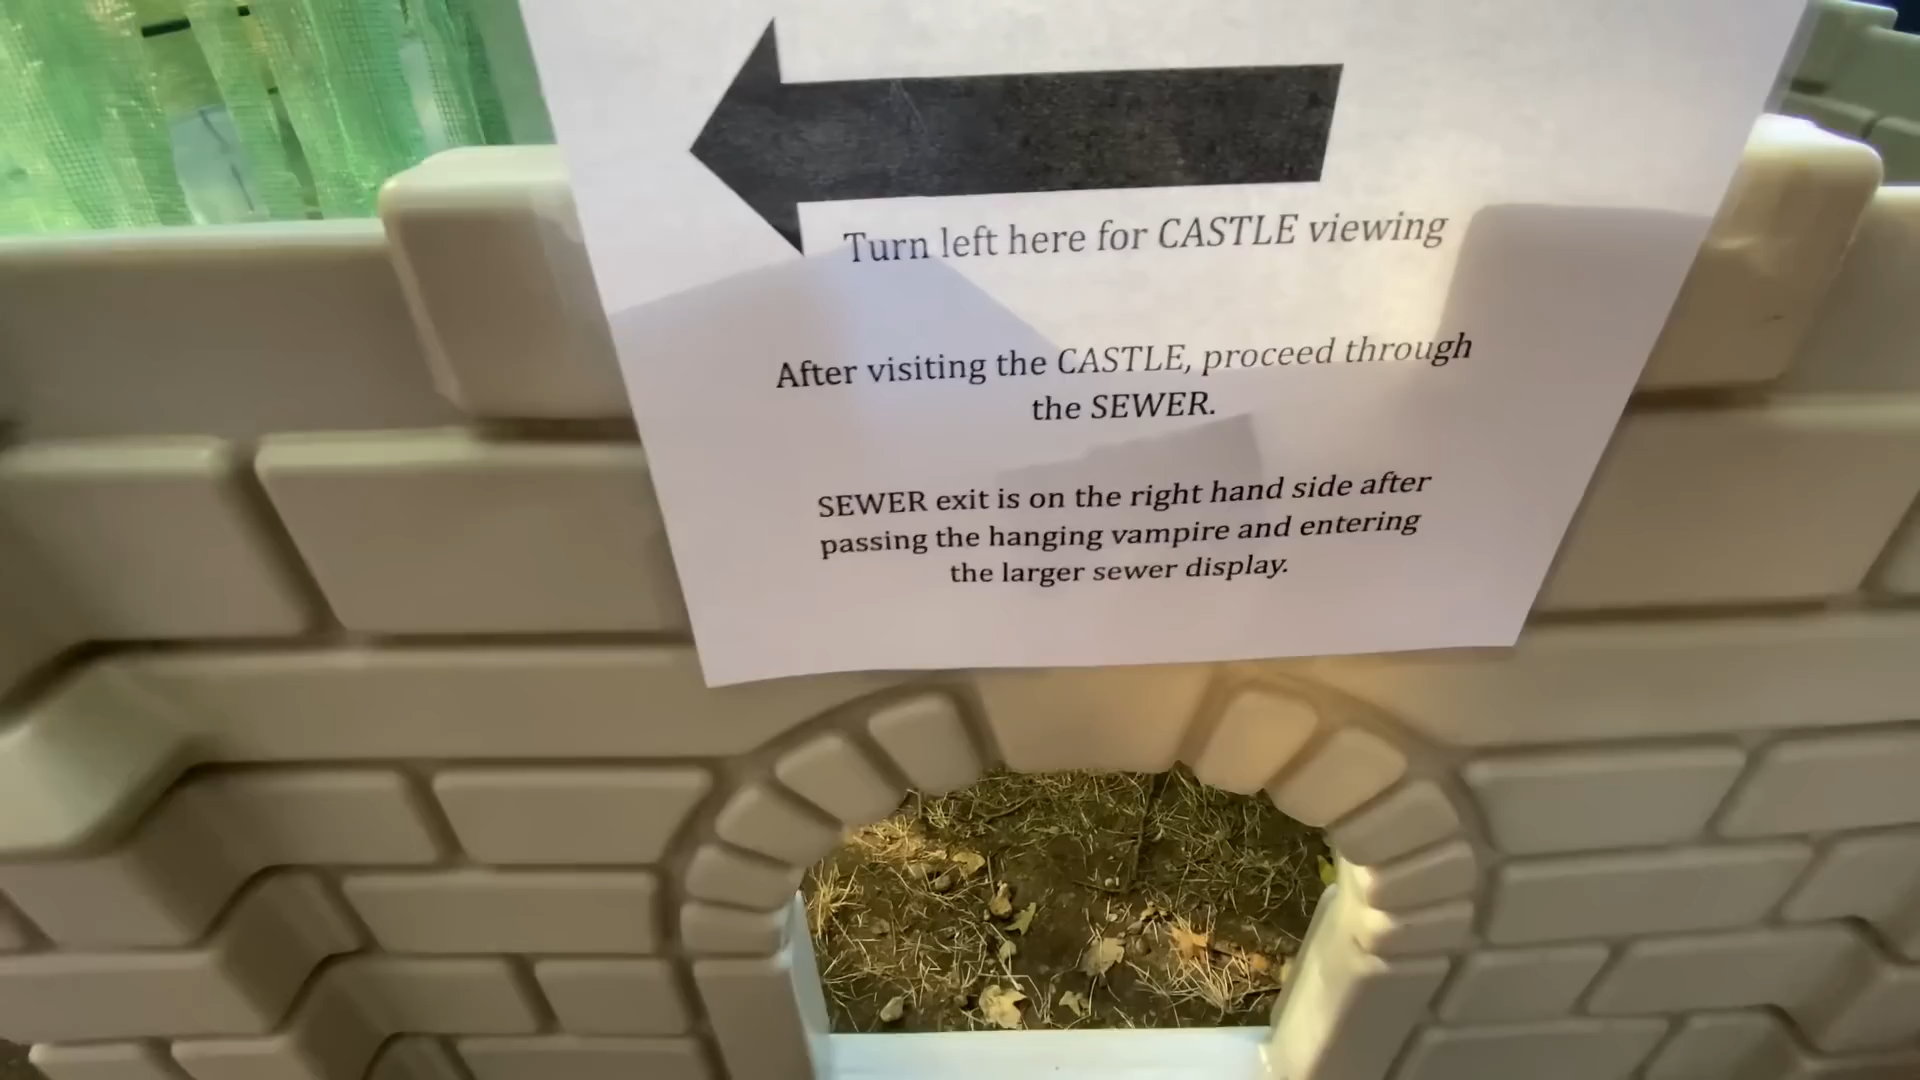 Turn left here for CASTLE viewing
After visiting the CASTLE, proceed through
the SEWER.
SEWER exit is on the right hand side after
passing the hanging vampire and entering
the larger sewer display.